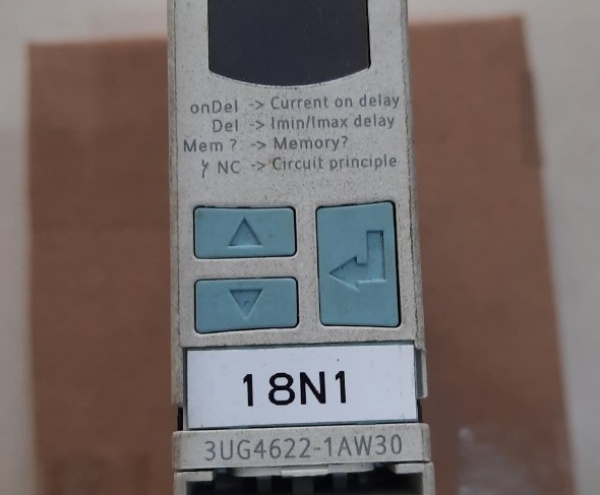 onDel -> Current on delay
Del -> Imin/Imax delay
Mem ? -> Memory?
NC -> Circuit principle
18N1
3UG4622-1AW30